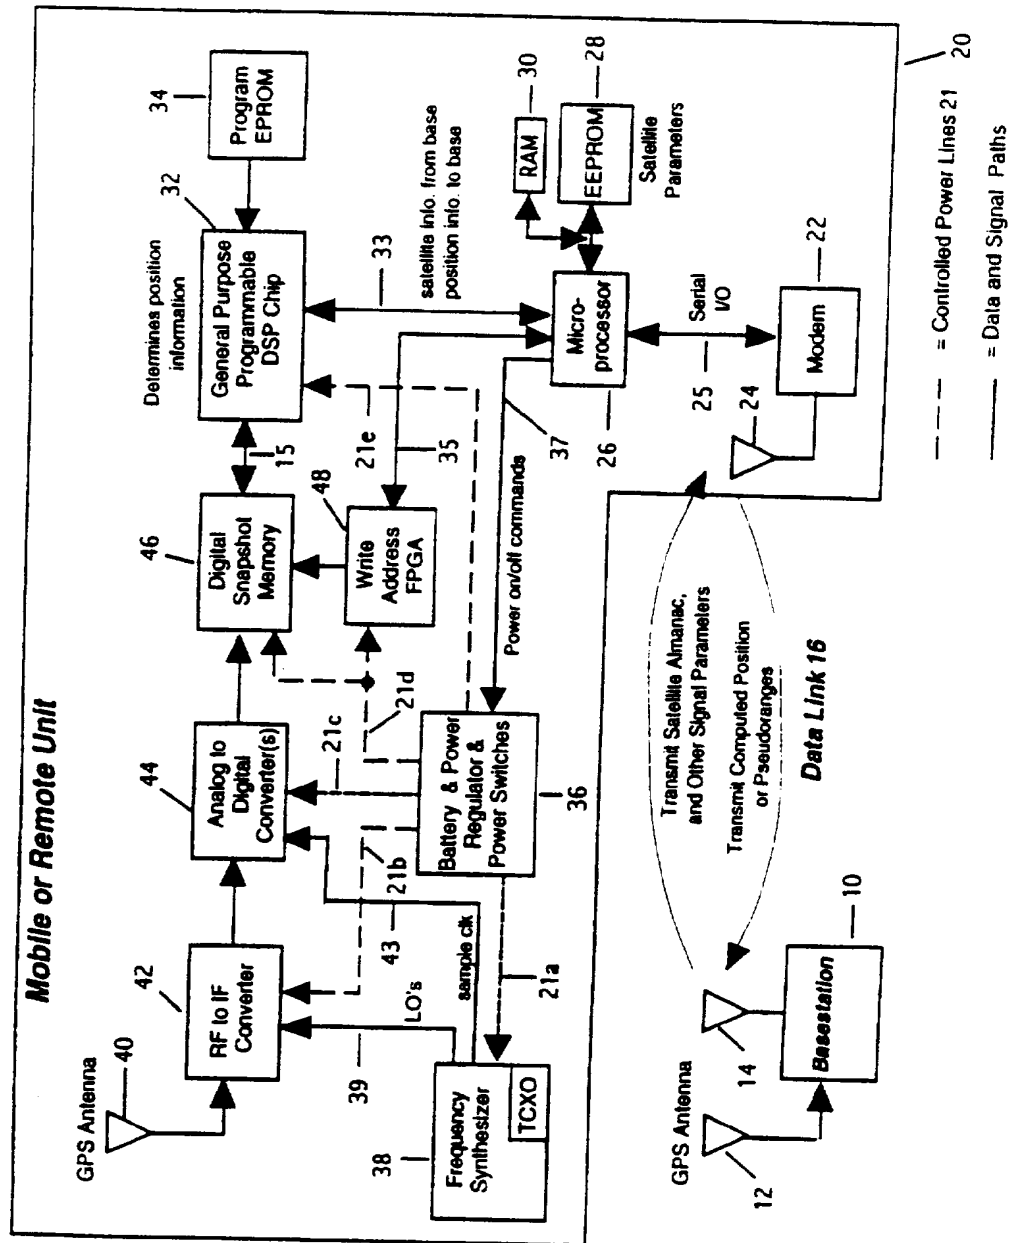 Mobile or Remote Unit
GPS Antenna
40
42
RF to IF
Converter
44
Analog to
Digital
Converter(s)
46
Digital
Snapshot
Memory
15
Determines position
information
32
General Purpose
Programmable
DSP Chip
34
Program
EPROM
39
LO's
43
sample clk
21b
21c
21d
48
Write
Address
FPGA
21e
35
33
satellite info. from base
position info. to base
38
Frequency
Synthesizer
TCXO
21a
Battery & Power
Regulator &
Power Switches
36
Power on/off commands
37
Micro-
processor
26
RAM
30
EEPROM
28
Satellite
Parameters
25
Serial
I/O
24
Modem
22
20
GPS Antenna
12
14
Basestation
10
Transmit Satellite Almanac,
and Other Signal Parameters
Transmit Computed Position
or Pseudoranges
Data Link 16
= Controlled Power Lines 21
= Data and Signal Paths